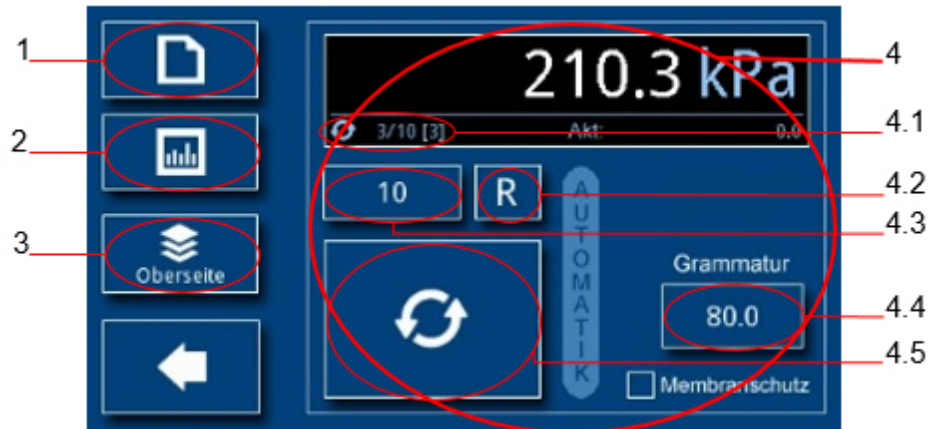 1
2
3
Oberseite
210.3 kPa
3/10 [3] Akt: 0.0
10 R
AUTOMATIK
Grammatur
80.0
Membranschutz
4
4.1
4.2
4.3
4.4
4.5